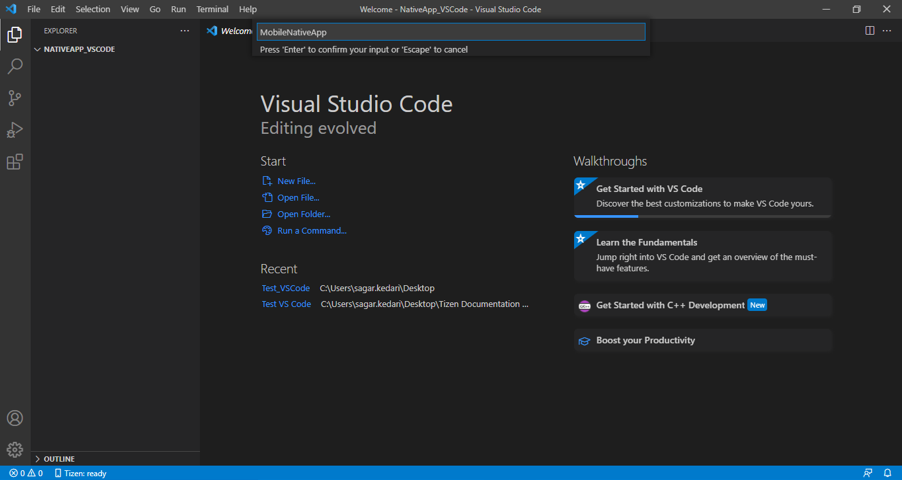 File Edit Selection View Go Run Terminal Help Welcome - NativeApp_VSCode - Visual Studio Code
EXPLORER
NATIVEAPP_VSCODE
Welcome
MobileNativeApp
Press 'Enter' to confirm your input or 'Escape' to cancel
Visual Studio Code
Editing evolved
Start
New File...
Open File...
Open Folder...
Run a Command...
Recent
Test_VSCode C:\Users\sagar.kedari\Desktop
Test VS Code C:\Users\sagar.kedari\Desktop\Tizen Documentation ...
Walkthroughs
Get Started with VS Code
Discover the best customizations to make VS Code yours.
Learn the Fundamentals
Jump right into VS Code and get an overview of the must-
have features.
Get Started with C++ Development New
Boost your Productivity
OUTLINE
0 0 Tizen: ready